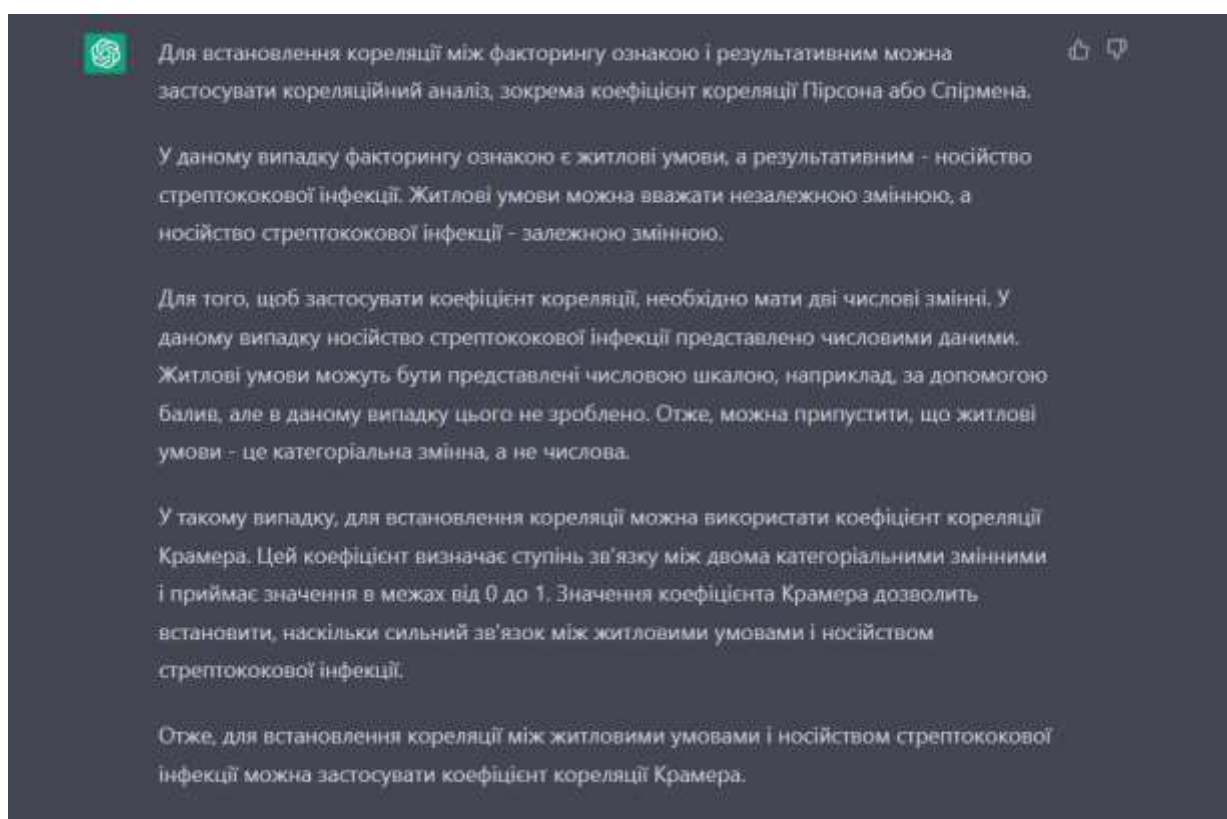 Для встановлення кореляції між факторингу ознакою і результативним можна
застосувати кореляційний аналіз, зокрема коефіцієнт кореляції Пірсона або Спірмена.
У даному випадку факторингу ознакою є житлові умови, а результативним - носійство
стрептококової інфекції. Житлові умови можна вважати незалежною змінною, а
носійство стрептококової інфекції - залежною змінною.
Для того, щоб застосувати коефіцієнт кореляції, необхідно мати дві числові змінні. У
даному випадку носійство стрептококової інфекції представлено числовими даними.
Житлові умови можуть бути представлені числовою шкалою, наприклад, за допомогою
балив, але в даному випадку цього не зроблено. Отже, можна припустити, що житлові
умови - це категоріальна змінна, а не числова.
У такому випадку, для встановлення кореляції можна використати коефіцієнт кореляції
Крамера. Цей коефіцієнт визначає ступінь зв'язку між двома категоріальними змінними
і приймає значення в межах від 0 до 1. Значення коефіцієнта Крамера дозволить
встановити, наскільки сильний зв'язок між житловими умовами і носійством
стрептококової інфекції.
Отже, для встановлення кореляції між житловими умовами і носійством стрептококової
інфекції можна застосувати коефіцієнт кореляції Крамера.